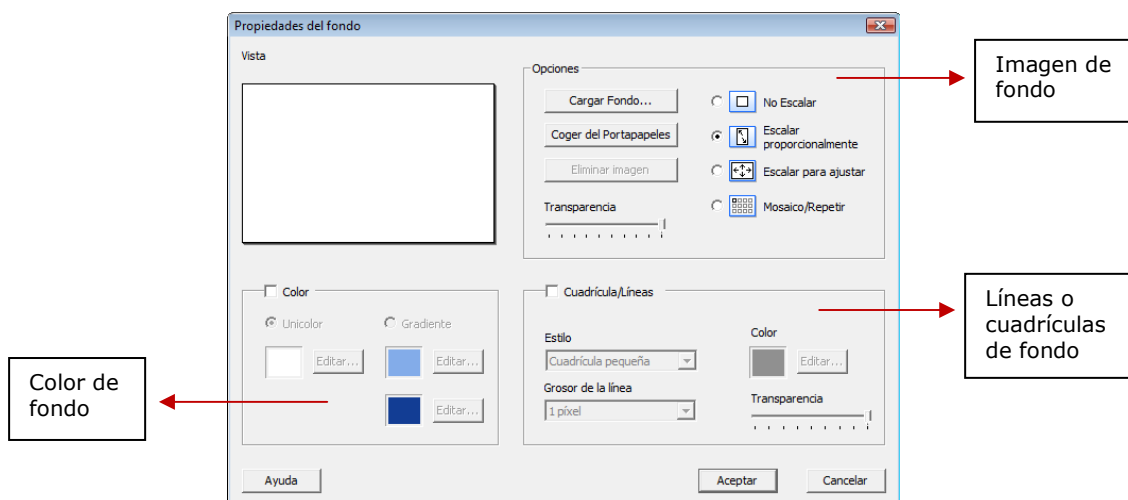 Propiedades del fondo
Vista
Opciones
Cargar Fondo...
Coger del Portapapeles
Eliminar imagen
Transparencia
No Escalar
Escalar
proporcionalmente
Escalar para ajustar
Mosaico/Repetir
Imagen de
fondo
Color
Unicolor
Gradiente
Editar...
Editar...
Editar...
Color de
fondo
Cuadrícula/Líneas
Estilo
Cuadrícula pequeña
Grosor de la línea
1 píxel
Color
Editar...
Transparencia
Líneas o
cuadrículas
de fondo
Ayuda
Aceptar
Cancelar